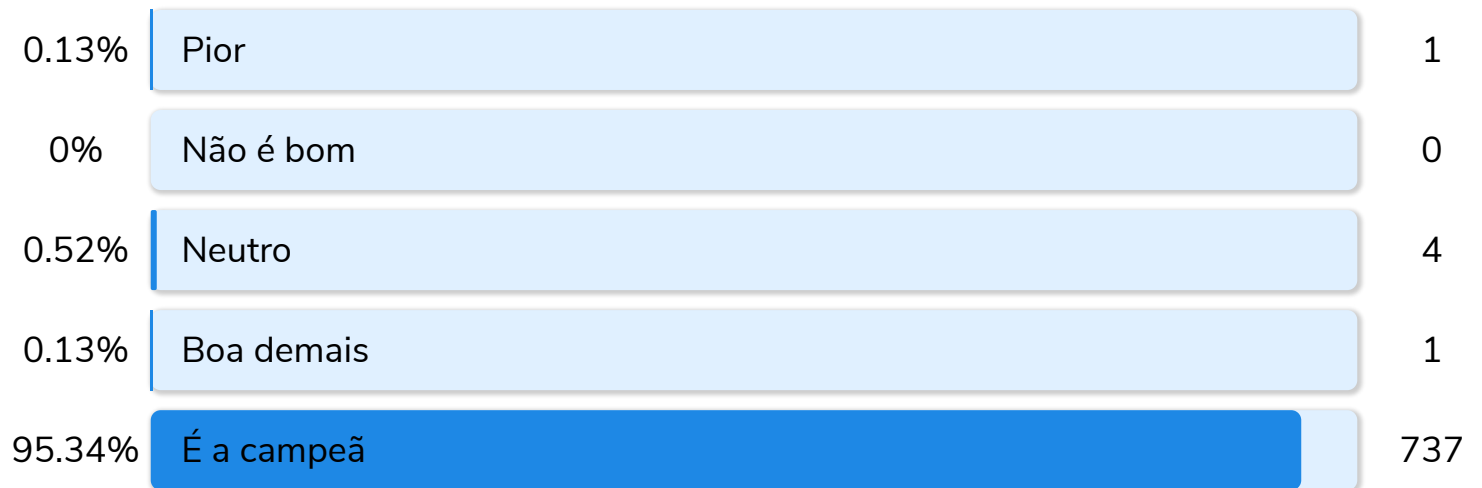 0.13% Pior 1
0% Não é bom 0
0.52% Neutro 4
0.13% Boa demais 1
95.34% É a campeã 737